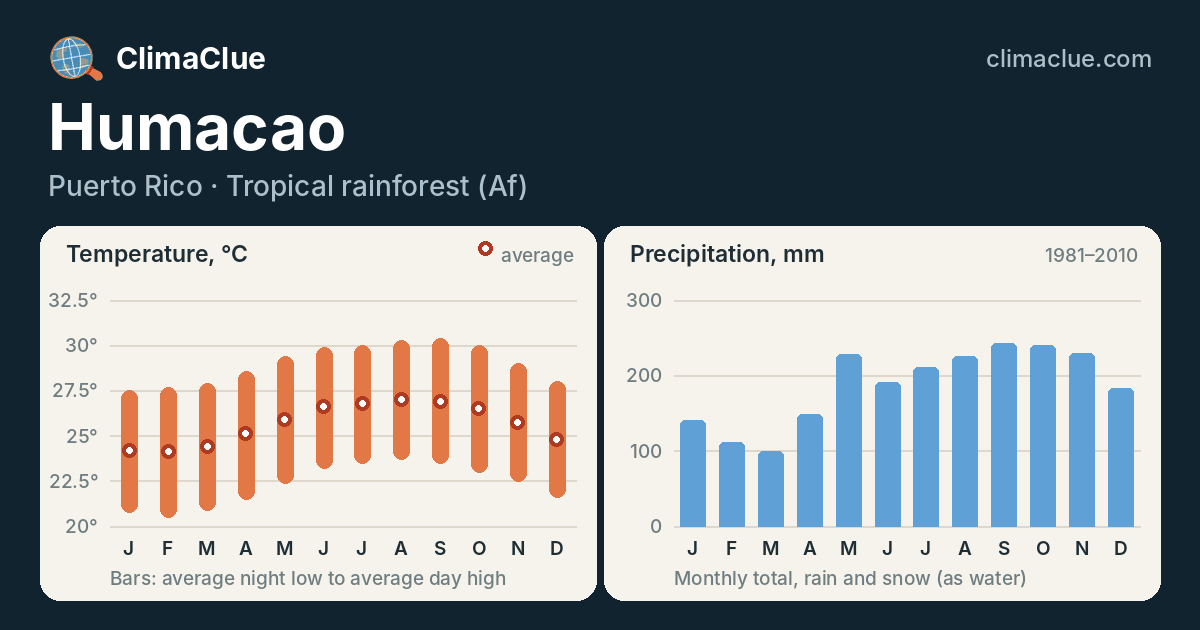 ClimaClue
climaclue.com
Humacao
Puerto Rico · Tropical rainforest (Af)
Temperature, °C
average
32.5°
30°
27.5°
25°
22.5°
20°
J F M A M J J A S O N D
Bars: average night low to average day high
Precipitation, mm
1981–2010
300
200
100
0
J F M A M J J A S O N D
Monthly total, rain and snow (as water)